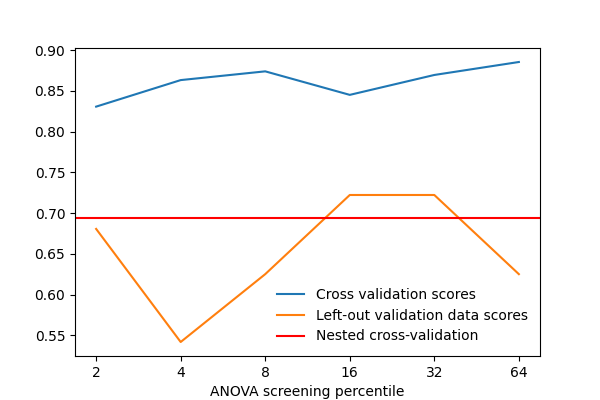 0.90
0.85
0.80
0.75
0.70
0.65
0.60
0.55
Cross validation scores
Left-out validation data scores
Nested cross-validation
2 4 8 16 32 64
ANOVA screening percentile